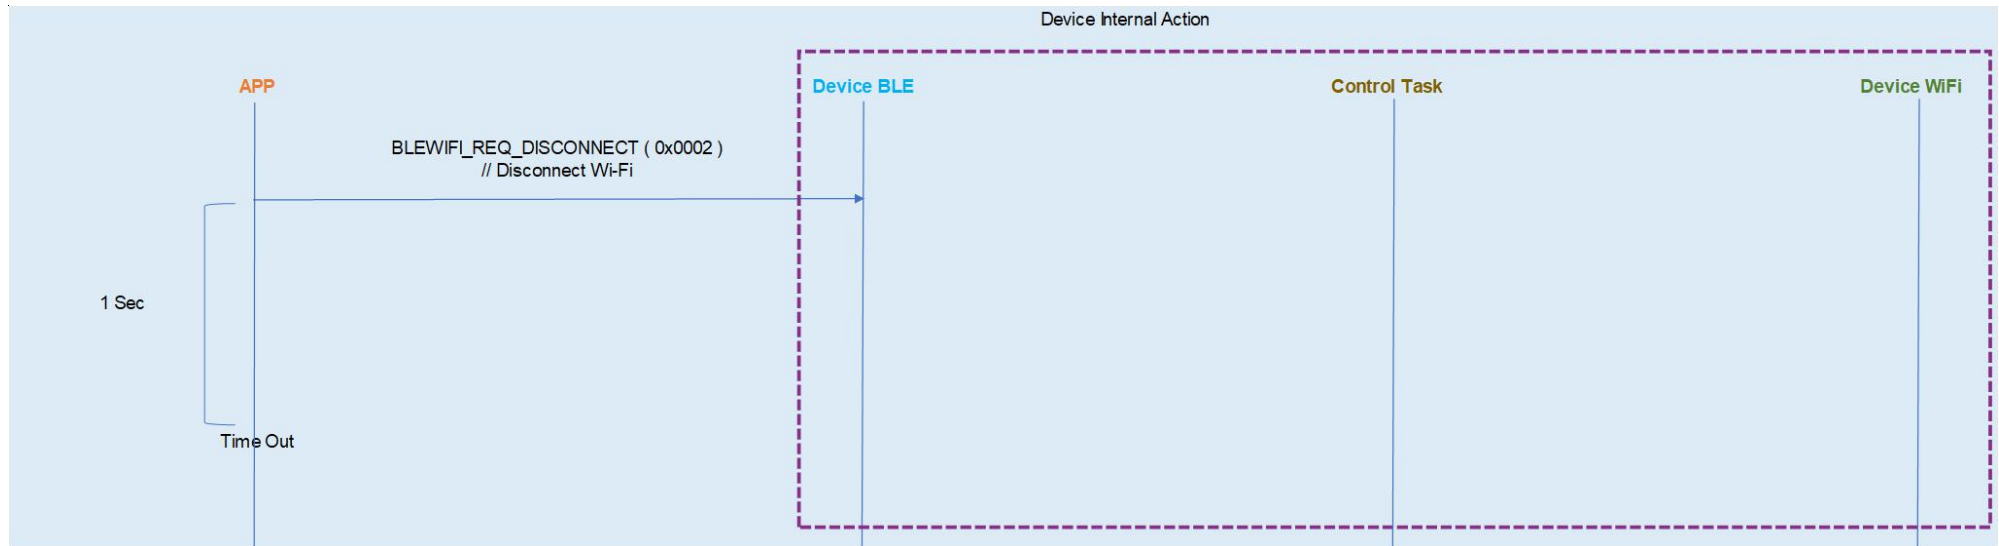 Device Internal Action
APP
Device BLE
Control Task
Device WiFi
BLEWIFI_REQ_DISCONNECT ( 0x0002 )
// Disconnect Wi-Fi
1 Sec
Time Out